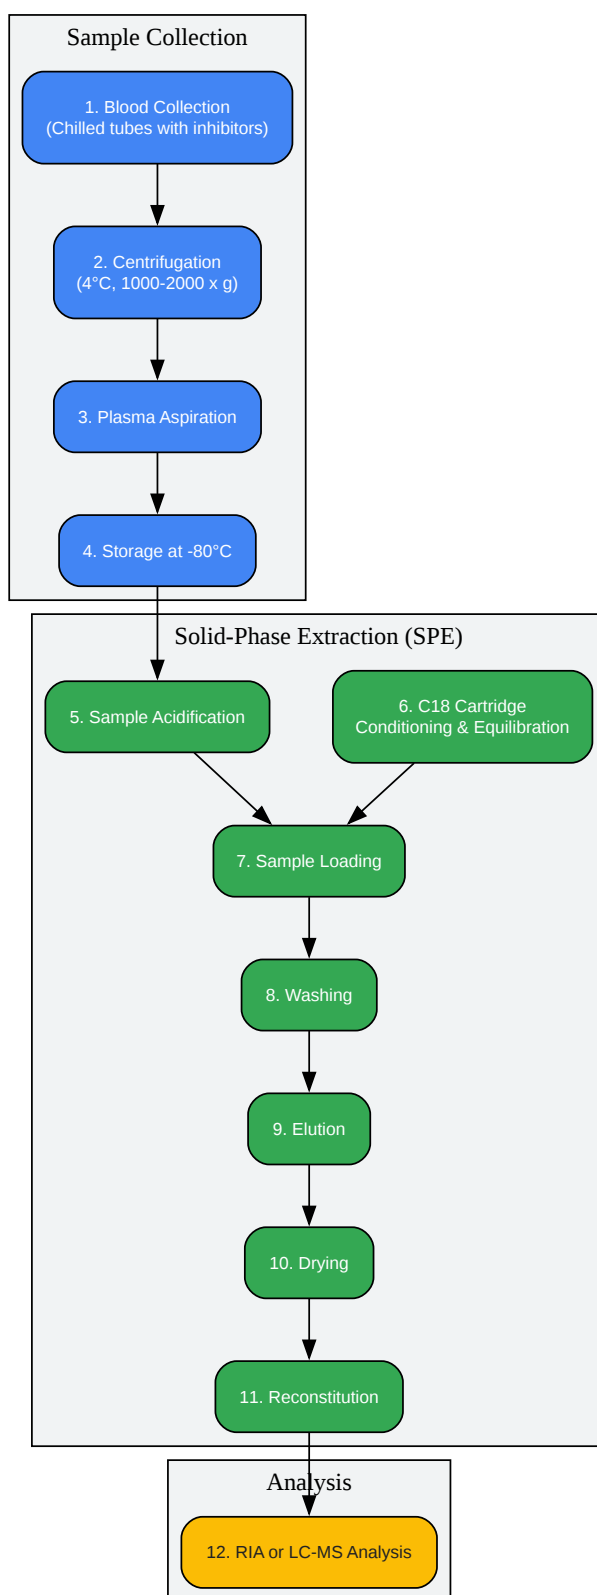 Sample Collection
1. Blood Collection
(Chilled tubes with inhibitors)
2. Centrifugation
(4°C, 1000-2000 x g)
3. Plasma Aspiration
4. Storage at -80°C
Solid-Phase Extraction (SPE)
5. Sample Acidification
6. C18 Cartridge
Conditioning & Equilibration
7. Sample Loading
8. Washing
9. Elution
10. Drying
11. Reconstitution
Analysis
12. RIA or LC-MS Analysis